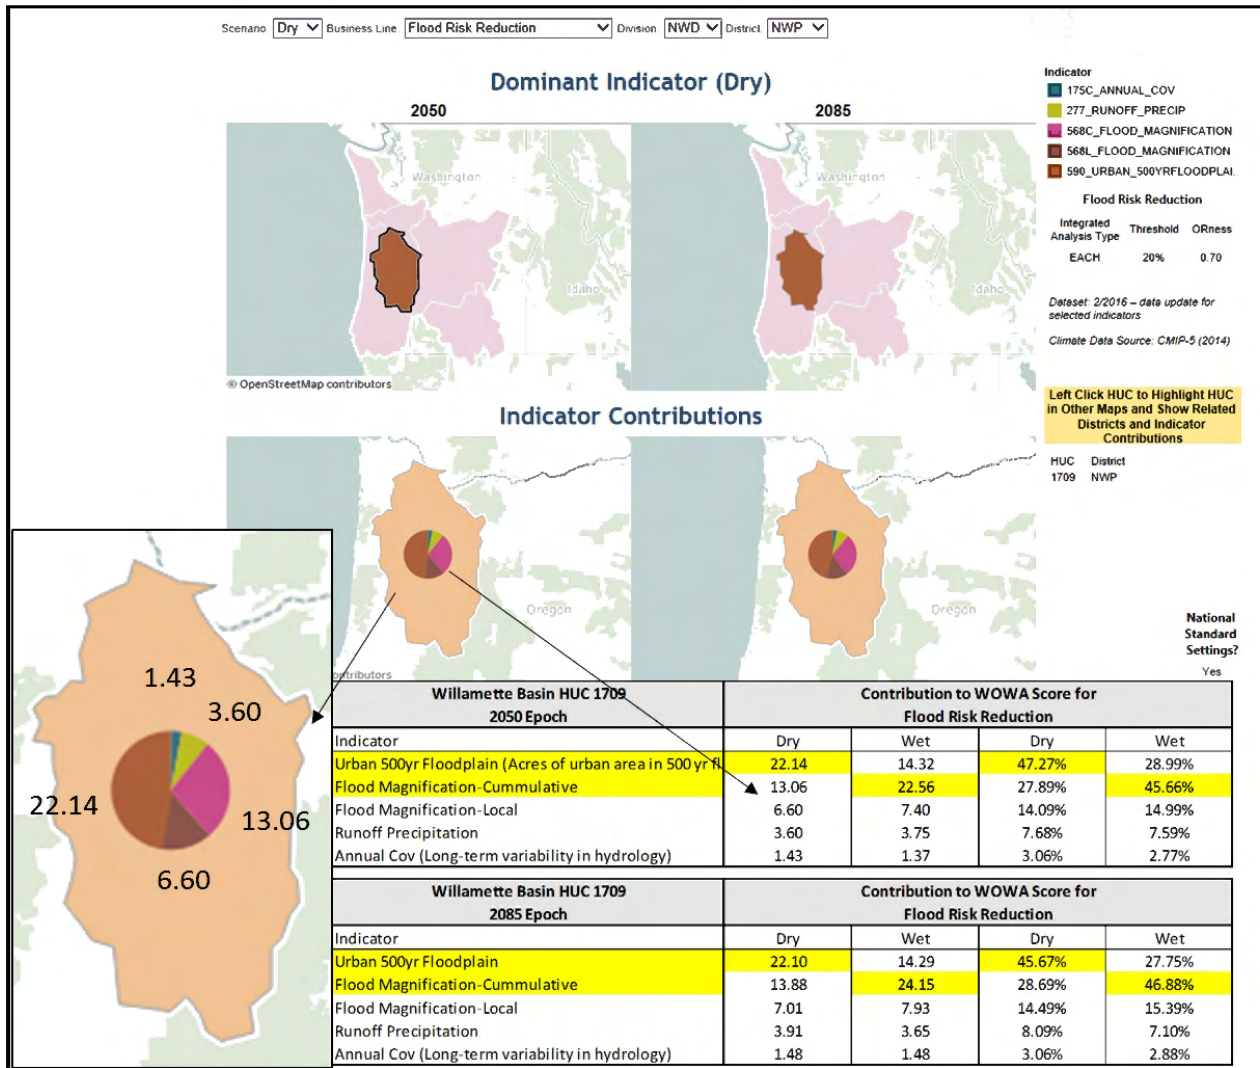 Scenario Dry Business Line Flood Risk Reduction Division NWD District NWP
Dominant Indicator (Dry)
2050
2085
Washington
Idaho
© OpenStreetMap contributors
Washington
Idaho
Indicator
175C_ANNUAL_COV
277_RUNOFF_PRECIP
568C_FLOOD_MAGNIFICATION
568L_FLOOD_MAGNIFICATION
590_URBAN_500YRFLOODPLAI.
Flood Risk Reduction
Integrated Analysis Type Threshold ORness
EACH 20% 0.70
Dataset: 2/2016 – data update for
selected indicators
Climate Data Source: CMIP-5 (2014)
Left Click HUC to Highlight HUC
in Other Maps and Show Related
Districts and Indicator
Contributions
HUC District
1709 NWP
Indicator Contributions
Oregon
Oregon
National
Standard
Settings?
Yes
1.43
3.60
22.14
13.06
6.60
ontributors
Willamette Basin HUC 1709
2050 Epoch
Contribution to WOWA Score for
Flood Risk Reduction
Indicator Dry Wet Dry Wet
Urban 500yr Floodplain (Acres of urban area in 500 yr fl 22.14 14.32 47.27% 28.99%
Flood Magnification-Cummulative 13.06 22.56 27.89% 45.66%
Flood Magnification-Local 6.60 7.40 14.09% 14.99%
Runoff Precipitation 3.60 3.75 7.68% 7.59%
Annual Cov (Long-term variability in hydrology) 1.43 1.37 3.06% 2.77%
Willamette Basin HUC 1709
2085 Epoch
Contribution to WOWA Score for
Flood Risk Reduction
Indicator Dry Wet Dry Wet
Urban 500yr Floodplain 22.10 14.29 45.67% 27.75%
Flood Magnification-Cummulative 13.88 24.15 28.69% 46.88%
Flood Magnification-Local 7.01 7.93 14.49% 15.39%
Runoff Precipitation 3.91 3.65 8.09% 7.10%
Annual Cov (Long-term variability in hydrology) 1.48 1.48 3.06% 2.88%